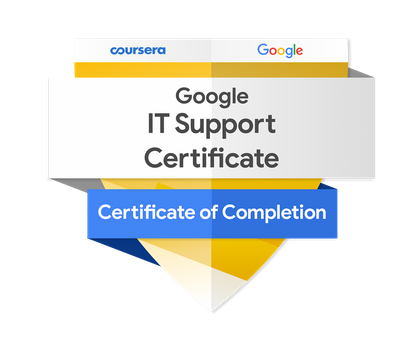 coursera Google
Google
IT Support
Certificate
Certificate of Completion